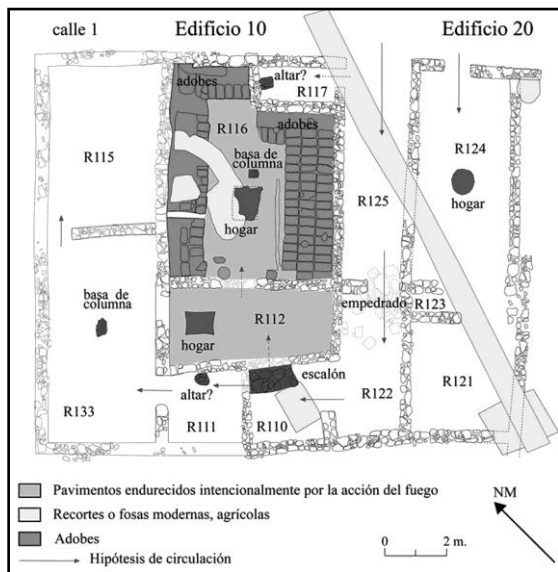 calle 1
Edificio 10
Edificio 20
adobes
altar?
R117
R116
adobes
R115
basa de
columna
R124
hogar
R125
hogar
basa de
columna
empedrado
R123
R112
hogar
escalón
altar?
R122
R121
R133
R111
R110
Pavimentos endurecidos intencionalmente por la acción del fuego
Recortes o fosas modernas, agrícolas
Adobes
Hipótesis de circulación
NM
0
2 m.